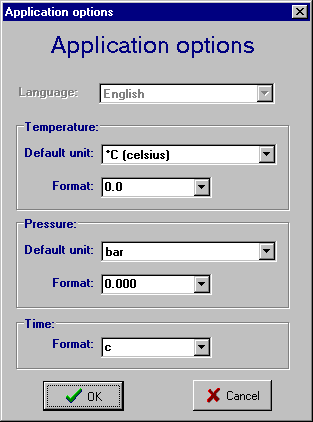 Application options
Application options
Language: English
Temperature:
Default unit: °C (celsius)
Format: 0.0
Pressure:
Default unit: bar
Format: 0.000
Time:
Format: c
OK Cancel